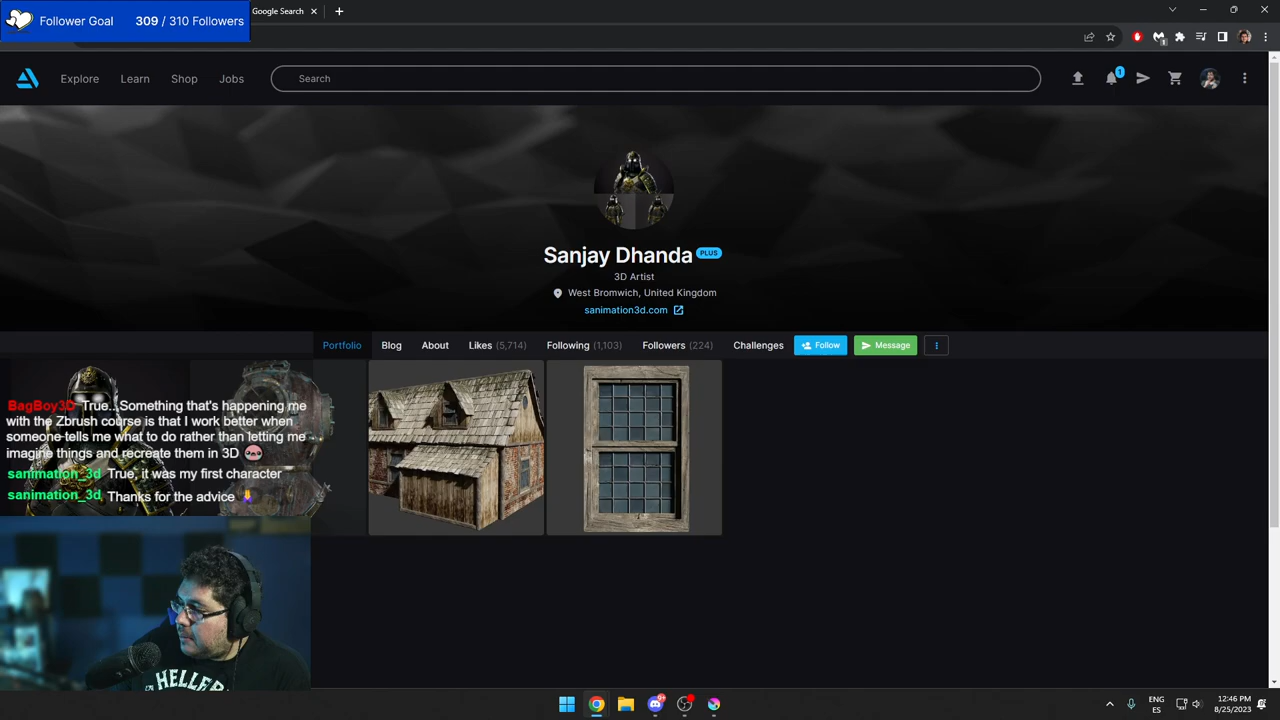 Follower Goal 309 / 310 Followers
Google Search
Explore Learn Shop Jobs Search 1
Sanjay Dhanda PLUS
3D Artist
West Bromwich, United Kingdom
sanimation3d.com
Portfolio Blog About Likes (5,714) Following (1,103) Followers (224) Challenges Follow Message
BagBoy3D True...Something that's happening me
with the Zbrush course is that I work better when
someone tells me what to do rather than letting me
imagine things and recreate them in 3D
sanimation_3d True, it was my first character
sanimation_3d Thanks for the advice
HELLER
ENG
ES
12:46 PM
8/25/2023